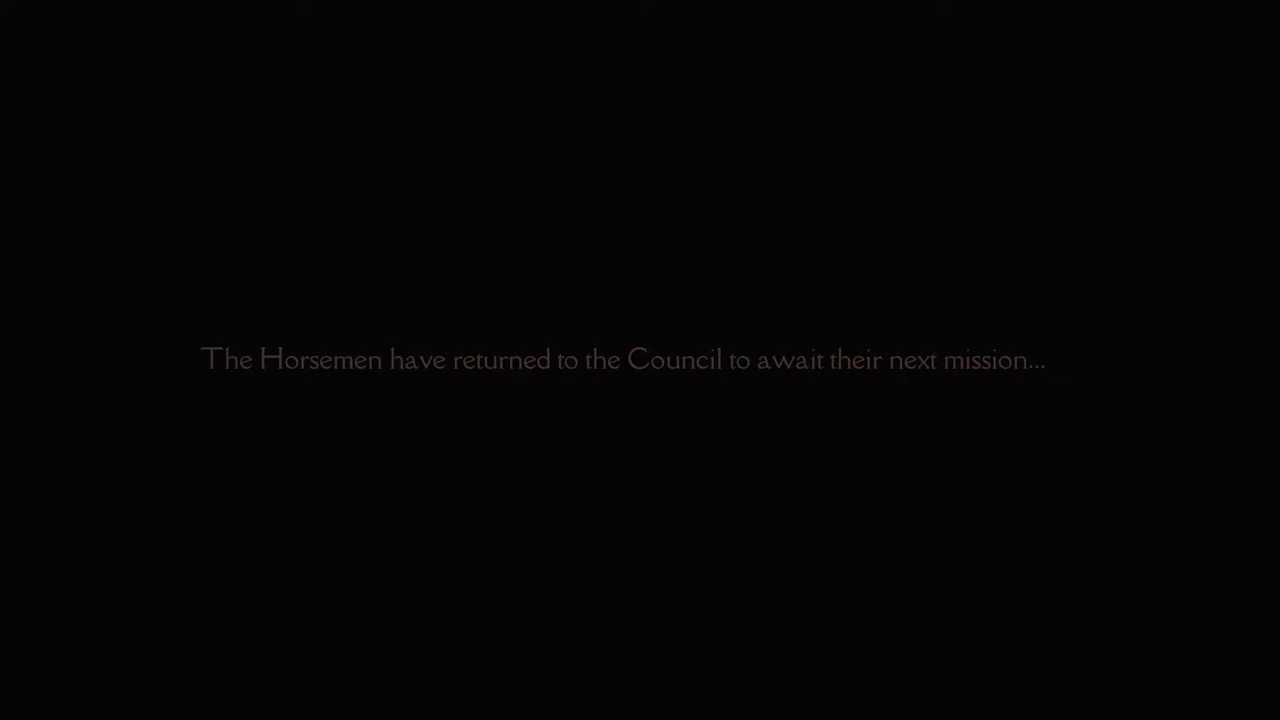 The Horsemen have returned to the Council to await their next mission...